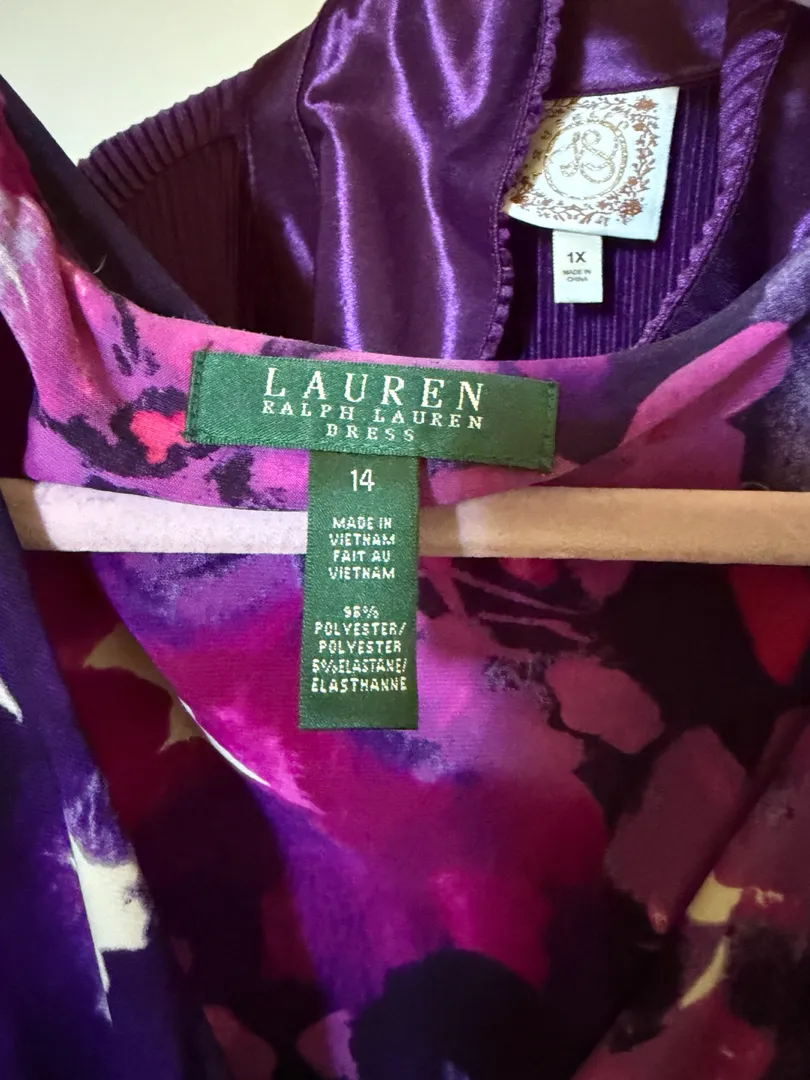 1X
MADE IN
CHINA
LAUREN
RALPH LAUREN
DRESS
14
MADE IN
VIETNAM
FAIT AU
VIETNAM
95%
POLYESTER/
POLYESTER
5%ELASTANE/
ELASTHANNE